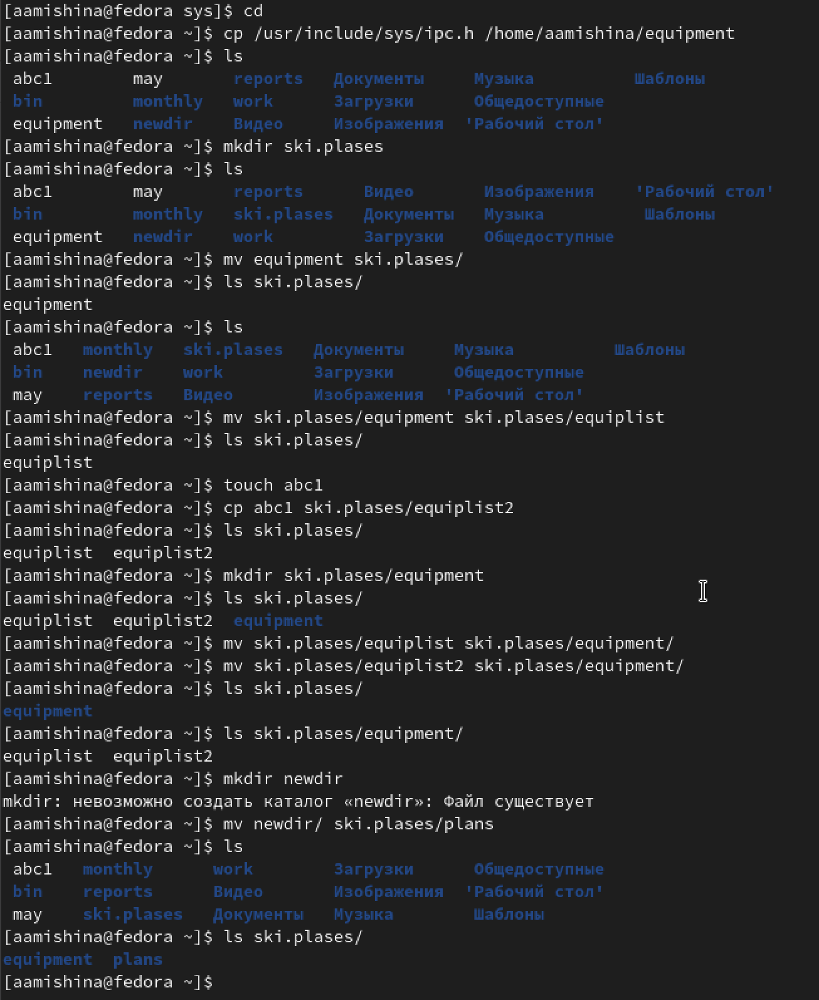 [aamishina@fedora sys]$ cd
[aamishina@fedora ~]$ cp /usr/include/sys/ipc.h /home/aamishina/equipment
[aamishina@fedora ~]$ ls
abc1 may reports Документы Музыка Шаблоны
bin monthly work Загрузки Общедоступные
equipment newdir Видео Изображения 'Рабочий стол'
[aamishina@fedora ~]$ mkdir ski.plases
[aamishina@fedora ~]$ ls
abc1 may reports Видео Изображения 'Рабочий стол'
bin monthly ski.plases Документы Музыка Шаблоны
equipment newdir work Загрузки Общедоступные
[aamishina@fedora ~]$ mv equipment ski.plases/
[aamishina@fedora ~]$ ls ski.plases/
equipment
[aamishina@fedora ~]$ ls
abc1 monthly ski.plases Документы Музыка Шаблоны
bin newdir work Загрузки Общедоступные
may reports Видео Изображения 'Рабочий стол'
[aamishina@fedora ~]$ mv ski.plases/equipment ski.plases/equiplist
[aamishina@fedora ~]$ ls ski.plases/
equiplist
[aamishina@fedora ~]$ touch abc1
[aamishina@fedora ~]$ cp abc1 ski.plases/equiplist2
[aamishina@fedora ~]$ ls ski.plases/
equiplist equiplist2
[aamishina@fedora ~]$ mkdir ski.plases/equipment
[aamishina@fedora ~]$ ls ski.plases/
equiplist equiplist2 equipment
[aamishina@fedora ~]$ mv ski.plases/equiplist ski.plases/equipment/
[aamishina@fedora ~]$ mv ski.plases/equiplist2 ski.plases/equipment/
[aamishina@fedora ~]$ ls ski.plases/
equipment
[aamishina@fedora ~]$ ls ski.plases/equipment/
equiplist equiplist2
[aamishina@fedora ~]$ mkdir newdir
mkdir: невозможно создать каталог «newdir»: Файл существует
[aamishina@fedora ~]$ mv newdir/ ski.plases/plans
[aamishina@fedora ~]$ ls
abc1 monthly work Загрузки Общедоступные
bin reports Видео Изображения 'Рабочий стол'
may ski.plases Документы Музыка Шаблоны
[aamishina@fedora ~]$ ls ski.plases/
equipment plans
[aamishina@fedora ~]$